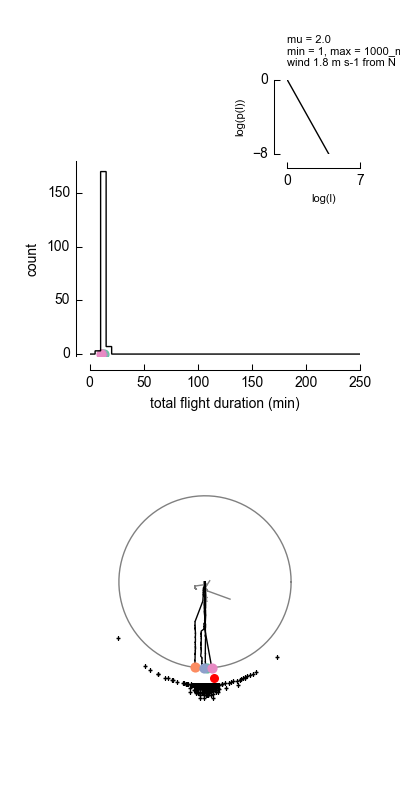 mu = 2.0
min = 1, max = 1000_m
wind 1.8 m s-1 from N
0
−8
log(p(l))
0 7
log(l)
150
100
50
0
count
0 50 100 150 200 250
total flight duration (min)